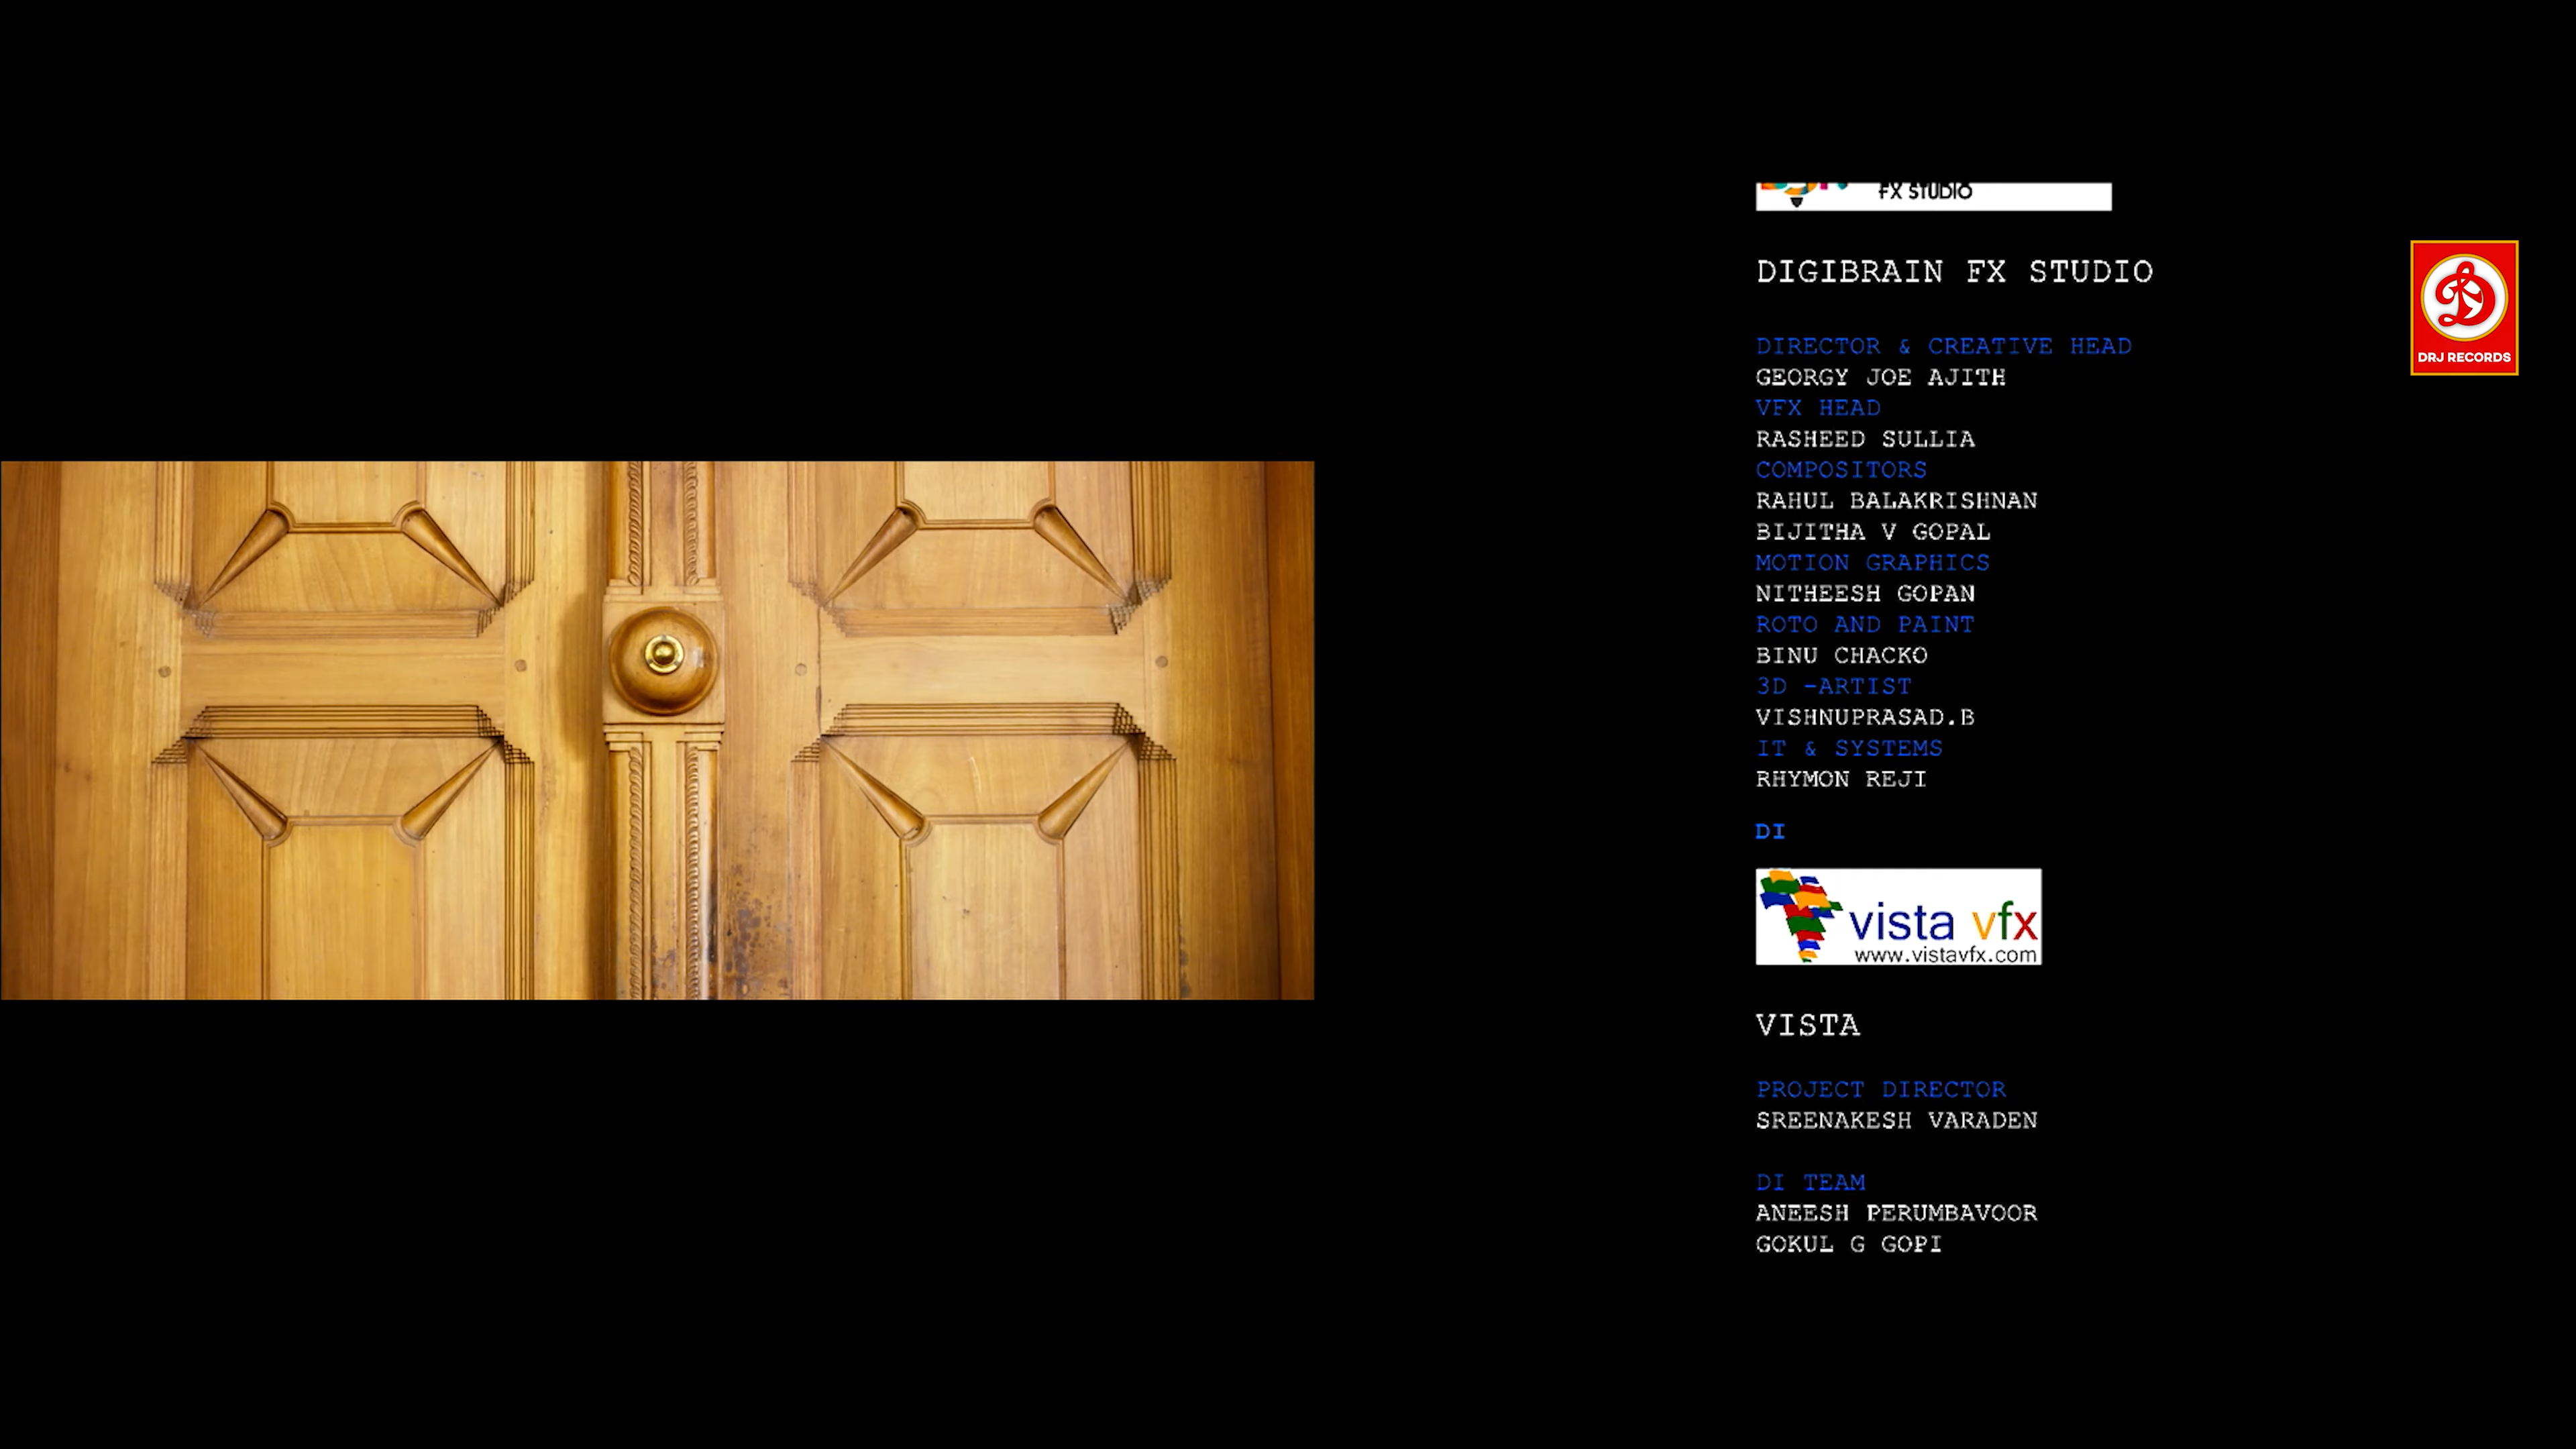 FX STUDIO
DIGIBRAIN FX STUDIO
DIRECTOR & CREATIVE HEAD
GEORGY JOE AJITH
VFX HEAD
RASHEED SULLIA
COMPOSITORS
RAHUL BALAKRISHNAN
BIJITHA V GOPAL
MOTION GRAPHICS
NITHEESH GOPAN
ROTO AND PAINT
BINU CHACKO
3D -ARTIST
VISHNUPRASAD.B
IT & SYSTEMS
RHYMON REJI
DI
vista vfx
www.vistavfx.com
VISTA
PROJECT DIRECTOR
SREENAKESH VARADEN
DI TEAM
ANEESH PERUMBAVOOR
GOKUL G GOPI
DRJ RECORDS